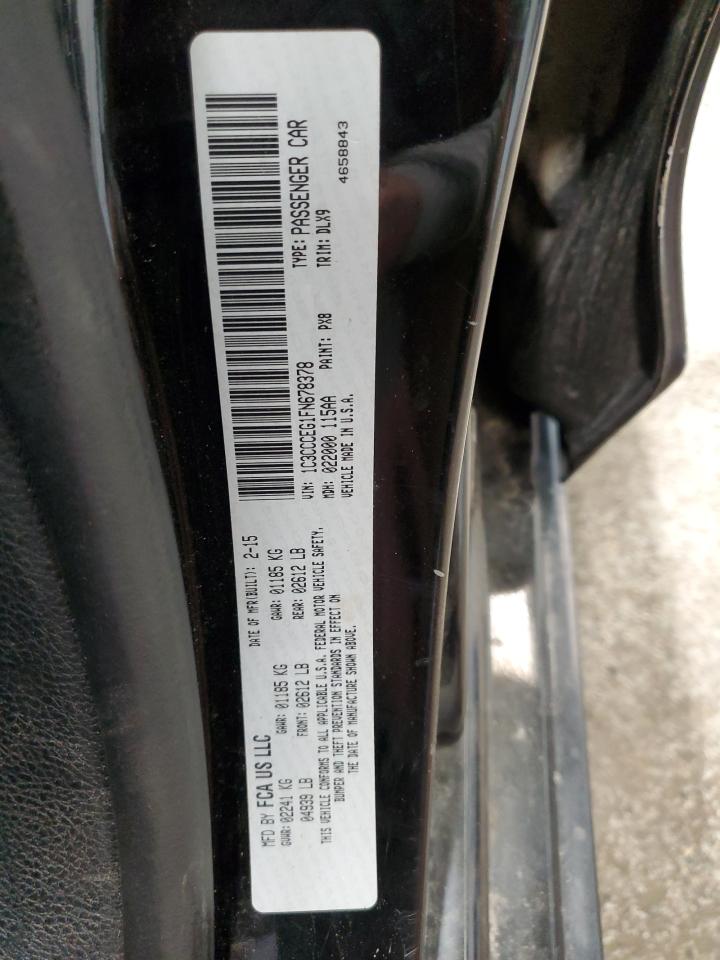 MFD BY FCA US LLC
DATE OF MFR(BUILT): 2-15
GVWR: 02241 KG
GAWR: 01185 KG
GAWR: 01185 KG
04939 LB
FRONT: 02612 LB
REAR: 02612 LB
THIS VEHICLE CONFORMS TO ALL APPLICABLE U.S.A. FEDERAL MOTOR VEHICLE SAFETY,
BUMPER AND THEFT PREVENTION STANDARDS IN EFFECT ON
THE DATE OF MANUFACTURE SHOWN ABOVE.
VIN: 1C3CCCEG1FN678378
TYPE: PASSENGER CAR
MDH: 022000 115AA
PAINT: PX8
TRIM: DLX9
VEHICLE MADE IN U.S.A.
4658843